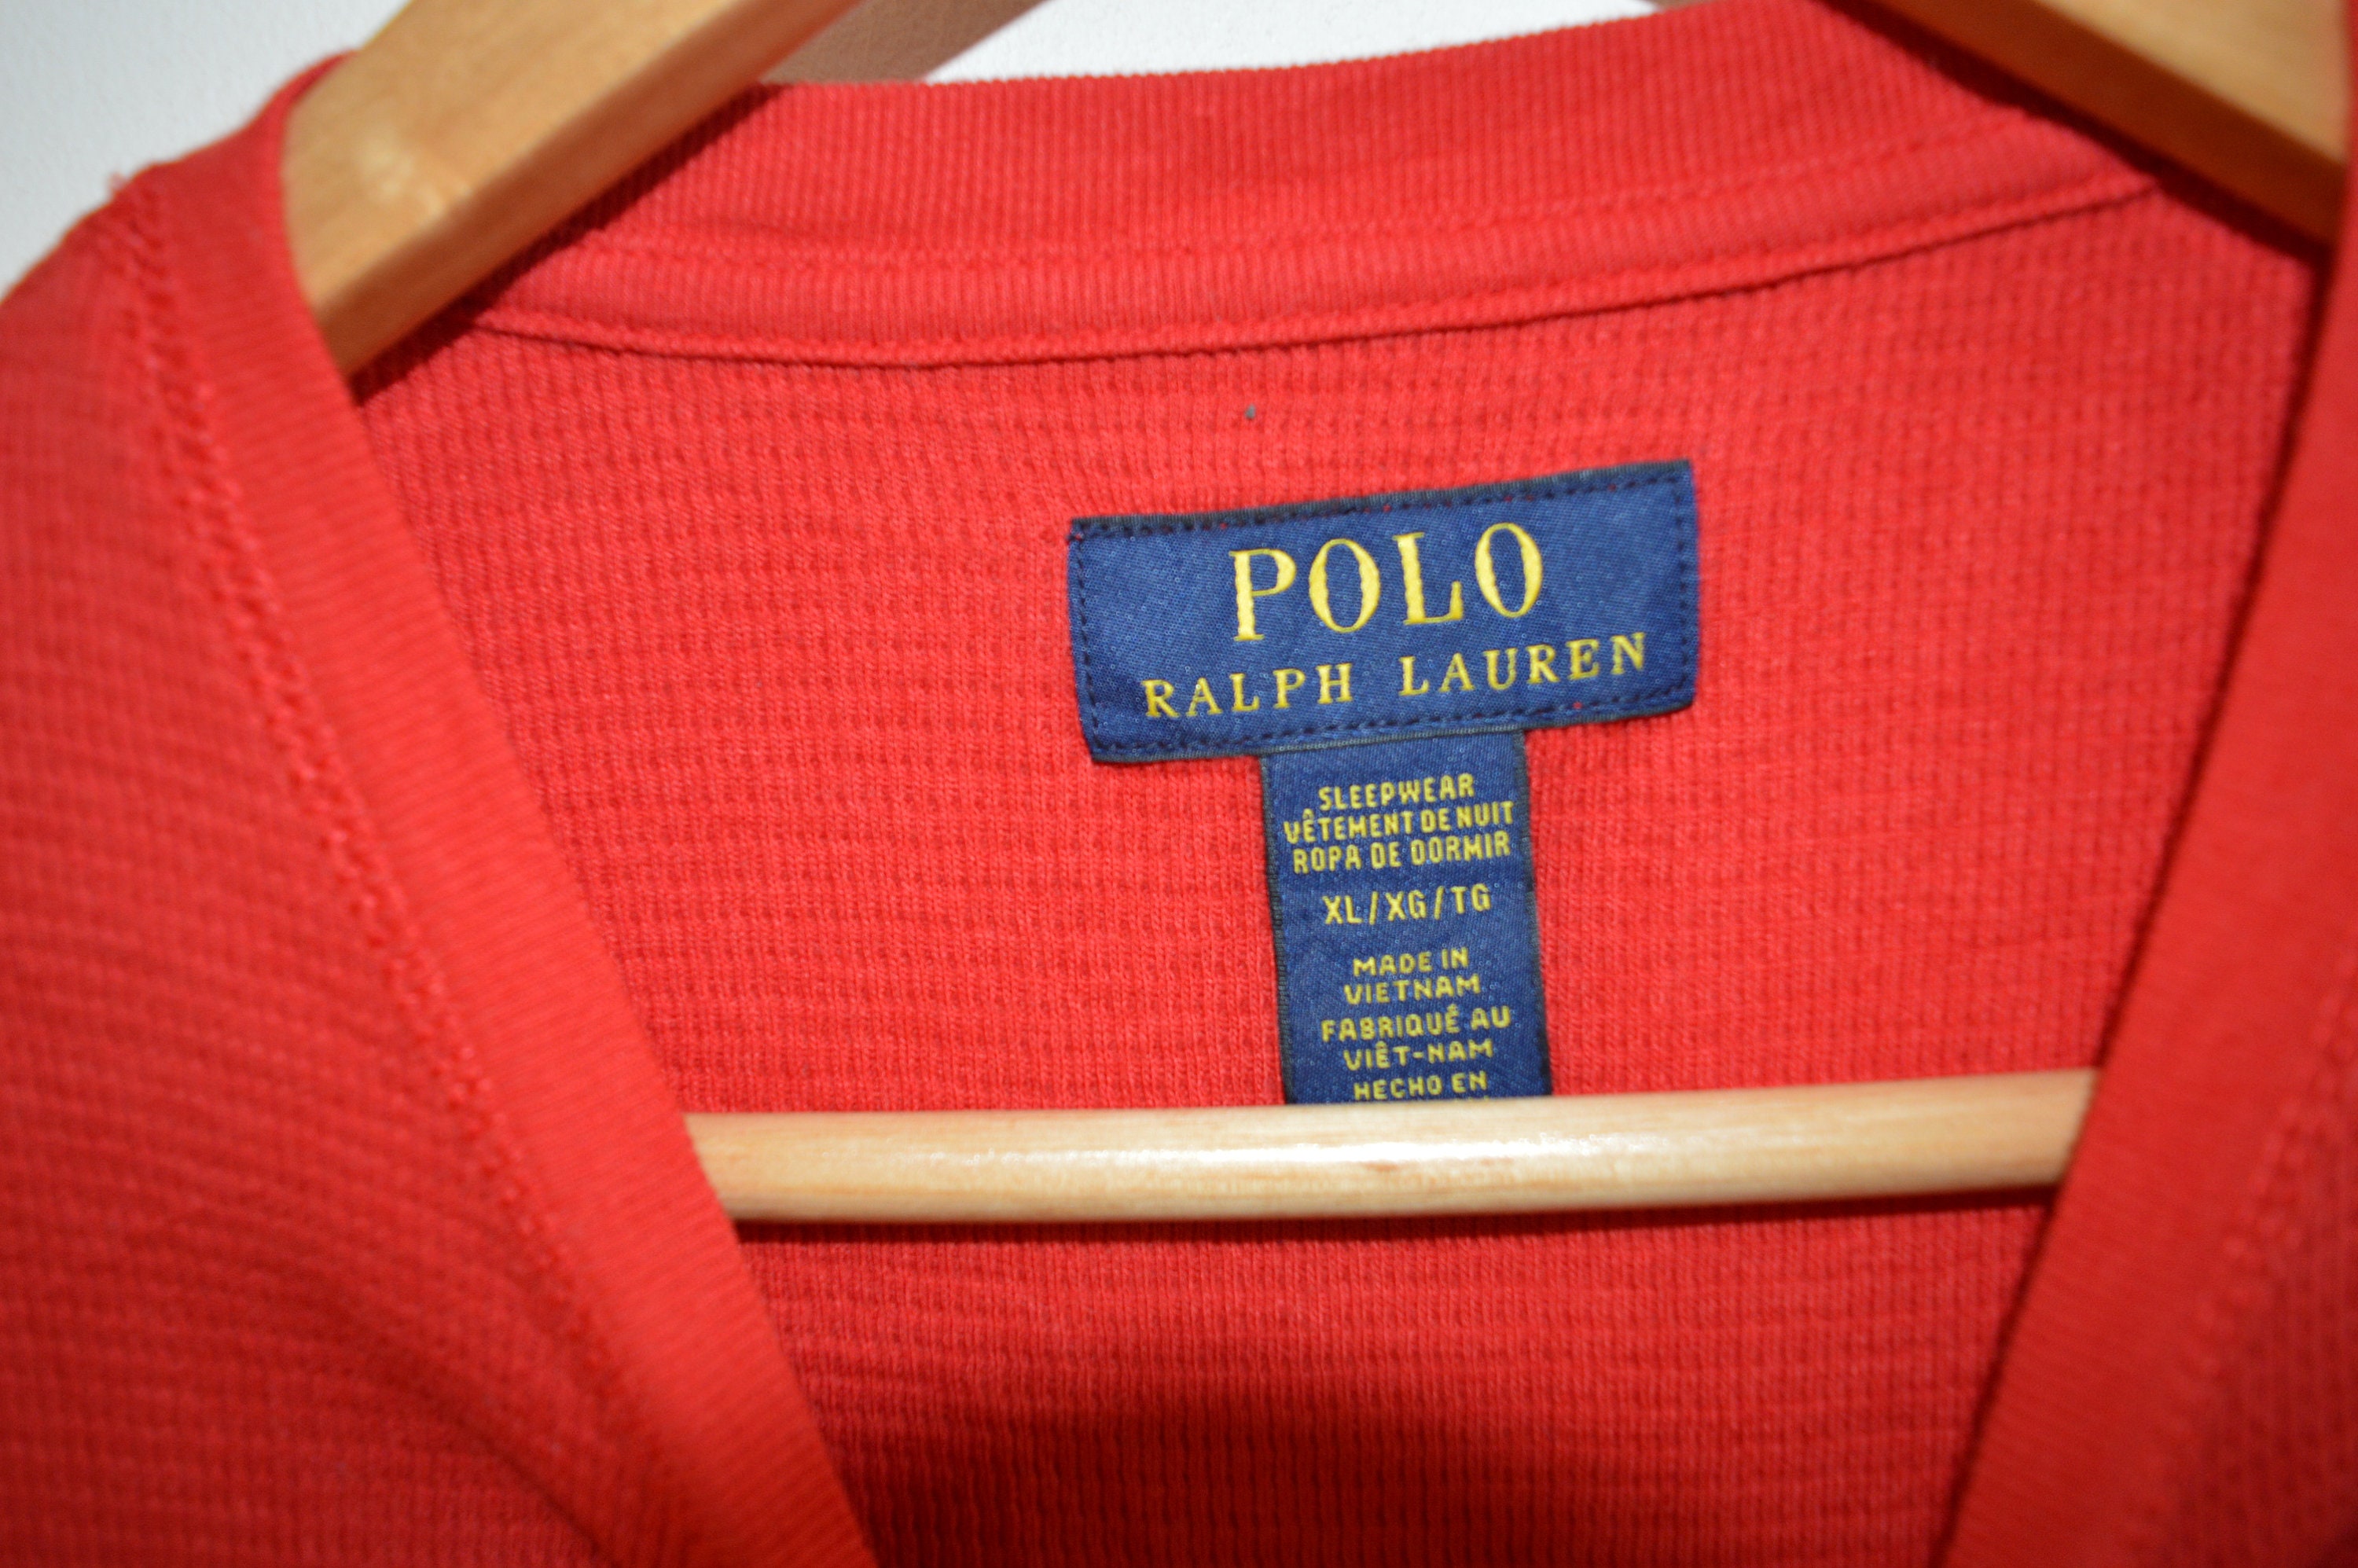 POLO
RALPH LAUREN
SLEEPWEAR
VÊTEMENT DE NUIT
ROPA DE DORMIR
XL/XG/TG
MADE IN
VIETNAM
FABRIQUÉ AU
VIÊT-NAM
HECHO EN